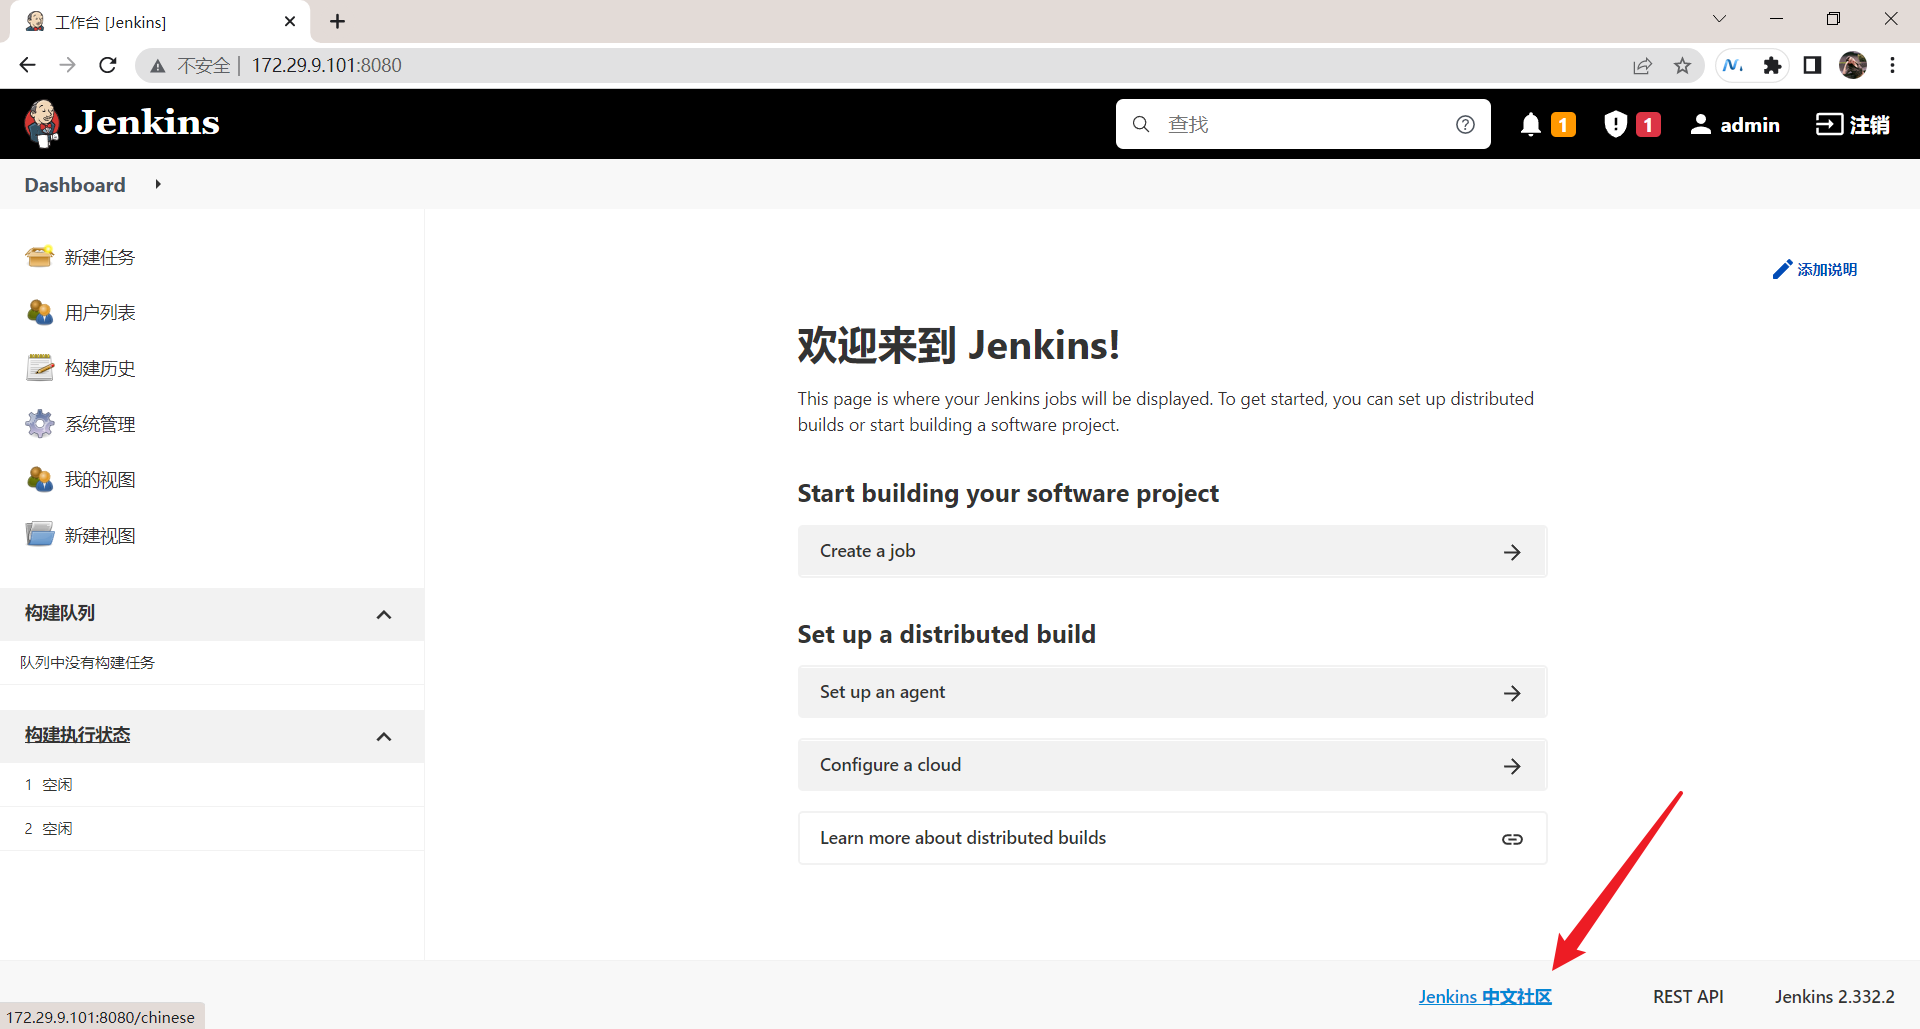 工作台 [Jenkins]
不安全 | 172.29.9.101:8080
Jenkins
查找
1
1
admin
注销
Dashboard
新建任务
用户列表
构建历史
系统管理
我的视图
新建视图
构建队列
队列中没有构建任务
构建执行状态
1 空闲
2 空闲
添加说明
欢迎来到 Jenkins!
This page is where your Jenkins jobs will be displayed. To get started, you can set up distributed
builds or start building a software project.
Start building your software project
Create a job
Set up a distributed build
Set up an agent
Configure a cloud
Learn more about distributed builds
Jenkins 中文社区
REST API
Jenkins 2.332.2
172.29.9.101:8080/chinese